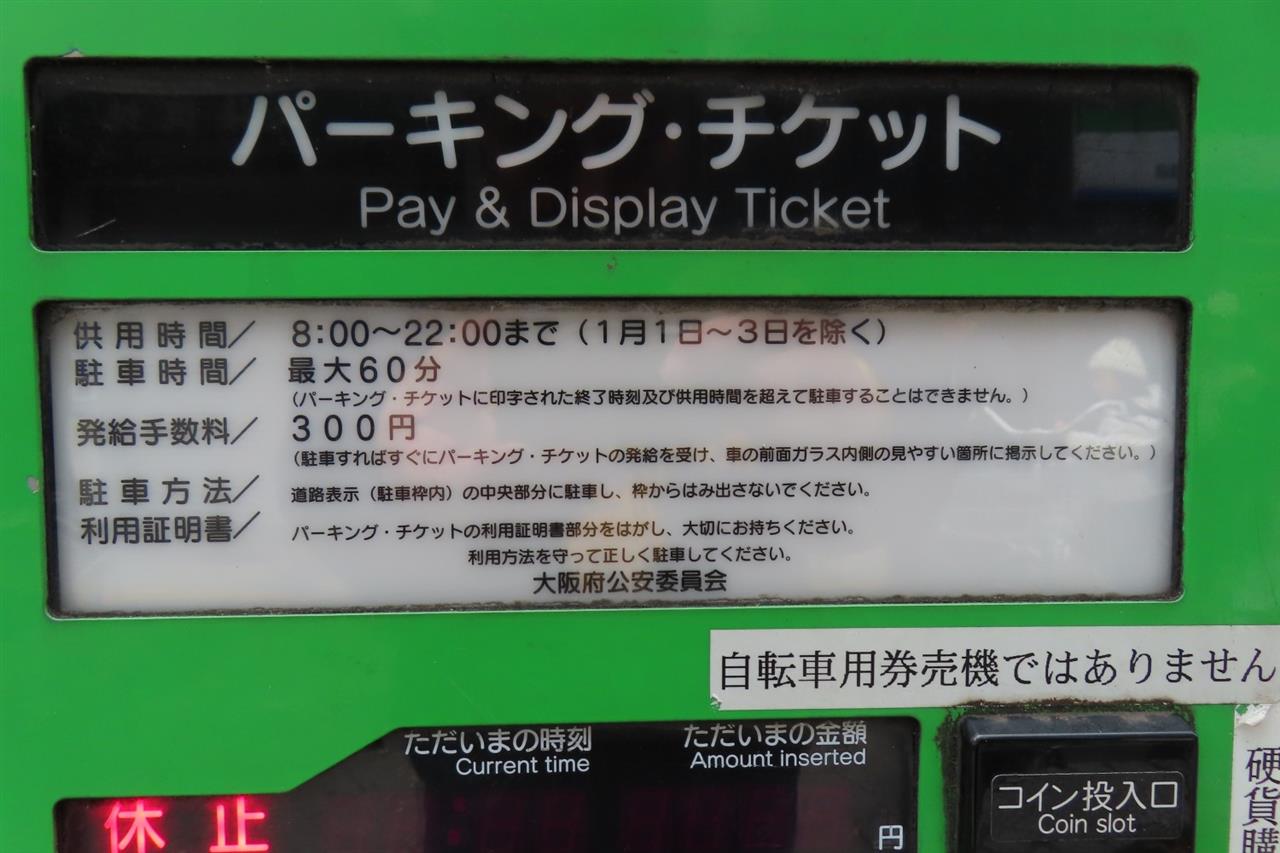 パーキング・チケット
Pay & Display Ticket
供用時間／ 8:00～22:00まで（1月1日～3日を除く）
駐車時間／ 最大60分
（パーキング・チケットに印字された終了時刻及び供用時間を超えて駐車することはできません。）
発給手数料／ 300円
（駐車すればすぐにパーキング・チケットの発給を受け、車の前面ガラス内側の見やすい箇所に掲示してください。）
駐車方法／ 道路表示（駐車枠内）の中央部分に駐車し、枠からはみ出さないでください。
利用証明書／ パーキング・チケットの利用証明書部分をはがし、大切にお持ちください。
利用方法を守って正しく駐車してください。
大阪府公安委員会
自転車用券売機ではありません
ただいまの時刻
Current time
ただいまの金額
Amount inserted
休止
円
コイン投入口
Coin slot
硬貨購